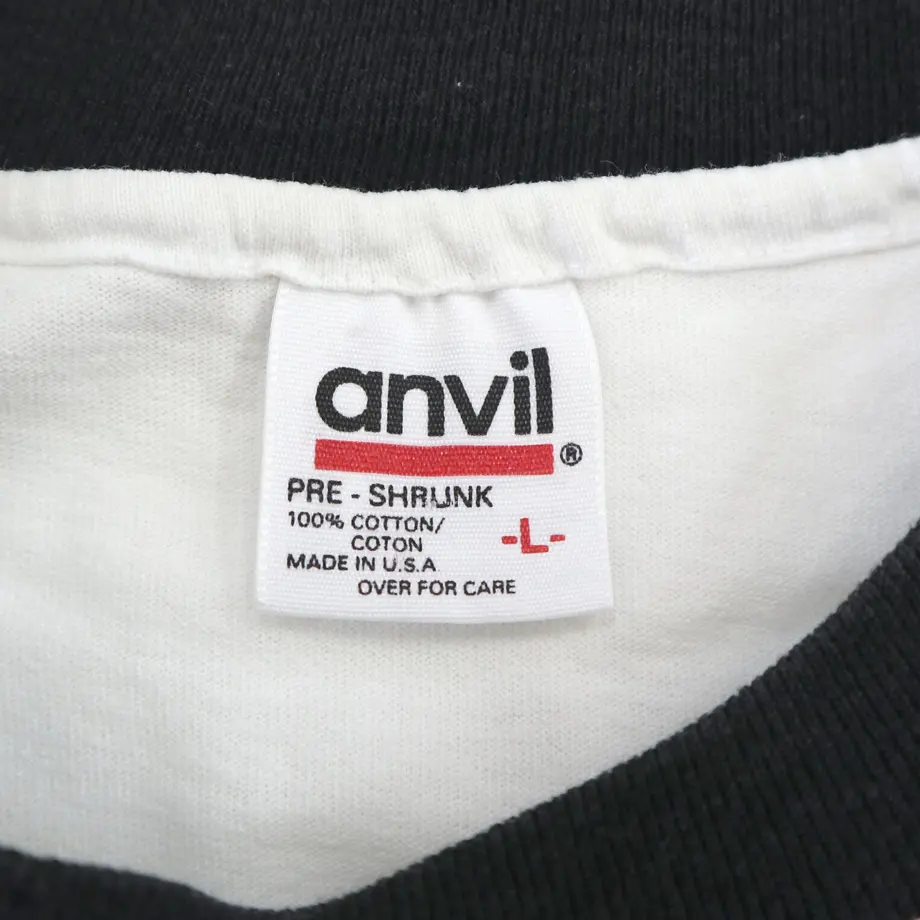 anvil
®
PRE - SHRUNK
100% COTTON/
COTON
-L-
MADE IN U.S.A
OVER FOR CARE